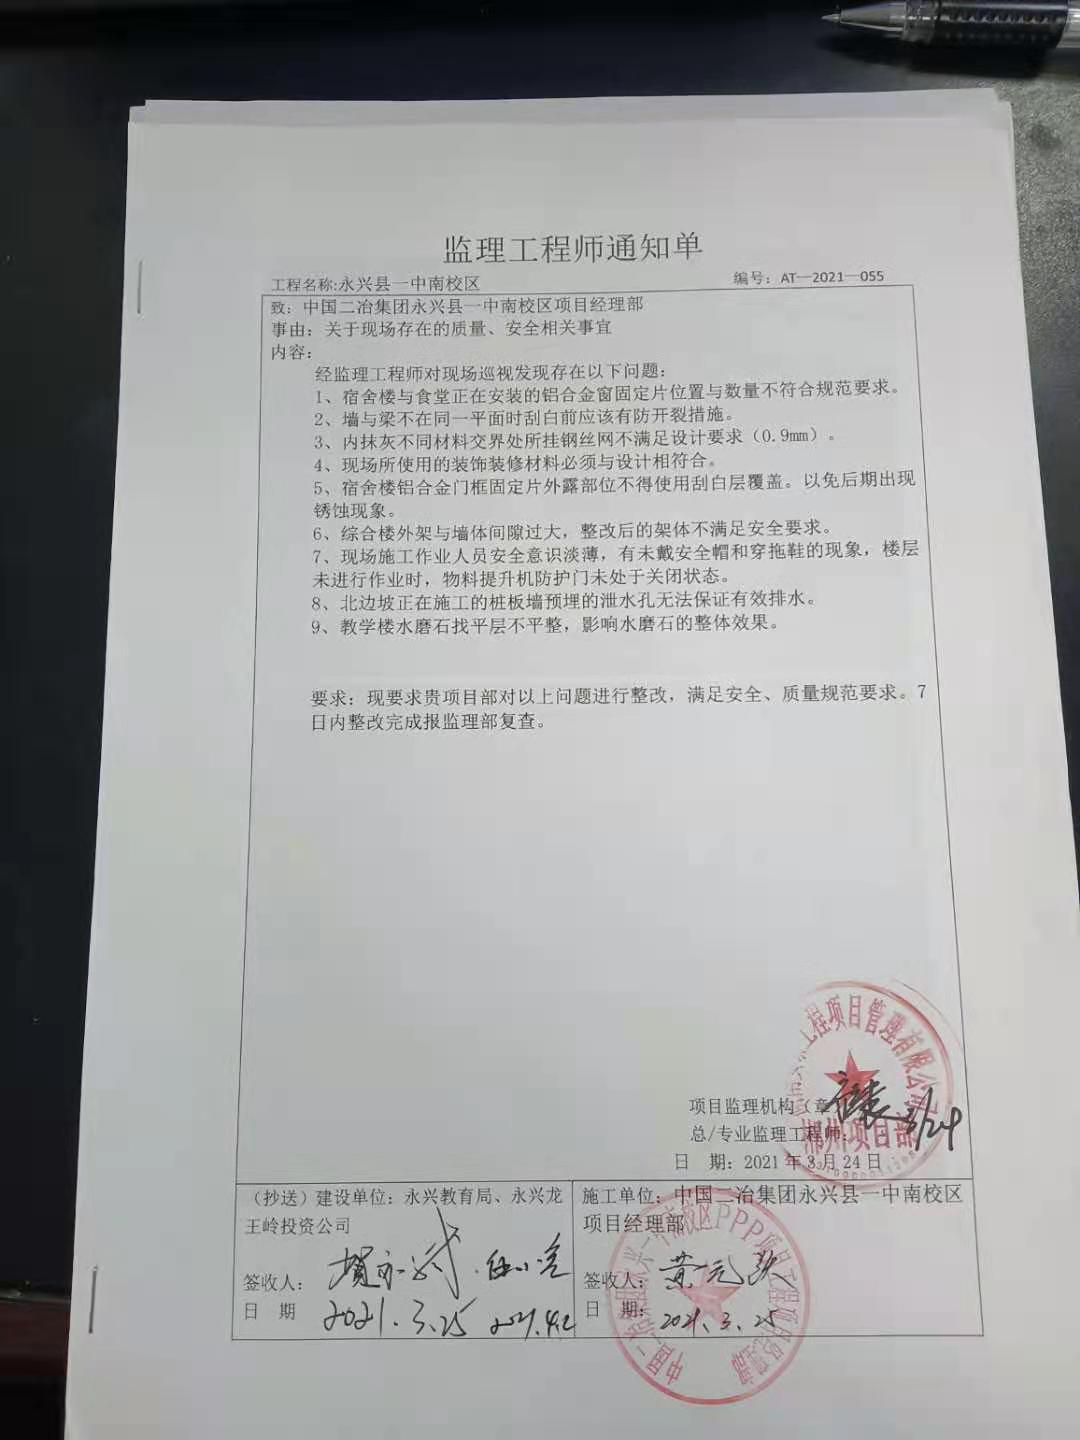 监理工程师通知单
工程名称:永兴县一中南校区
编号：AT—2021—055
致：中国二冶集团永兴县一中南校区项目经理部
事由：关于现场存在的质量、安全相关事宜
内容：
经监理工程师对现场巡视发现存在以下问题：
1、宿舍楼与食堂正在安装的铝合金窗固定片位置与数量不符合规范要求。
2、墙与梁不在同一平面时刮白前应该有防开裂措施。
3、内抹灰不同材料交界处所挂钢丝网不满足设计要求（0.9mm）。
4、现场所使用的装饰装修材料必须与设计相符合。
5、宿舍楼铝合金门框固定片外露部位不得使用刮白层覆盖。以免后期出现
锈蚀现象。
6、综合楼外架与墙体间隙过大，整改后的架体不满足安全要求。
7、现场施工作业人员安全意识淡薄，有未戴安全帽和穿拖鞋的现象，楼层
未进行作业时，物料提升机防护门未处于关闭状态。
8、北边坡正在施工的桩板墙预埋的泄水孔无法保证有效排水。
9、教学楼水磨石找平层不平整，影响水磨石的整体效果。
要求：现要求贵项目部对以上问题进行整改，满足安全、质量规范要求。7
日内整改完成报监理部复查。
工程项目管理有限公司
郴州项目部
项目监理机构（章
总/专业监理工程师：
3/24
日 期：2021年3月24日
（抄送）建设单位：永兴教育局、永兴龙
王岭投资公司
签收人：
日 期
2021.3.25 2021.4.2
施工单位：中国二冶集团永兴县一中南校区
项目经理部
签收人： 黄元
日 期： 2021.3.25